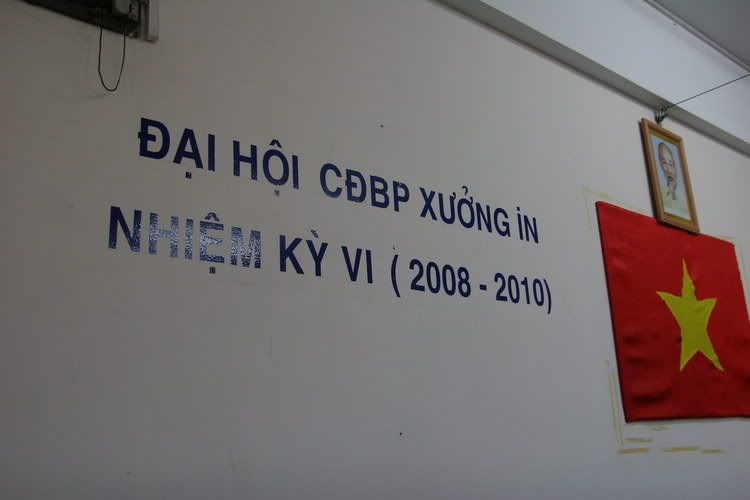 ĐẠI HỘI CĐBP XƯỞNG IN
NHIỆM KỲ VI ( 2008 - 2010)